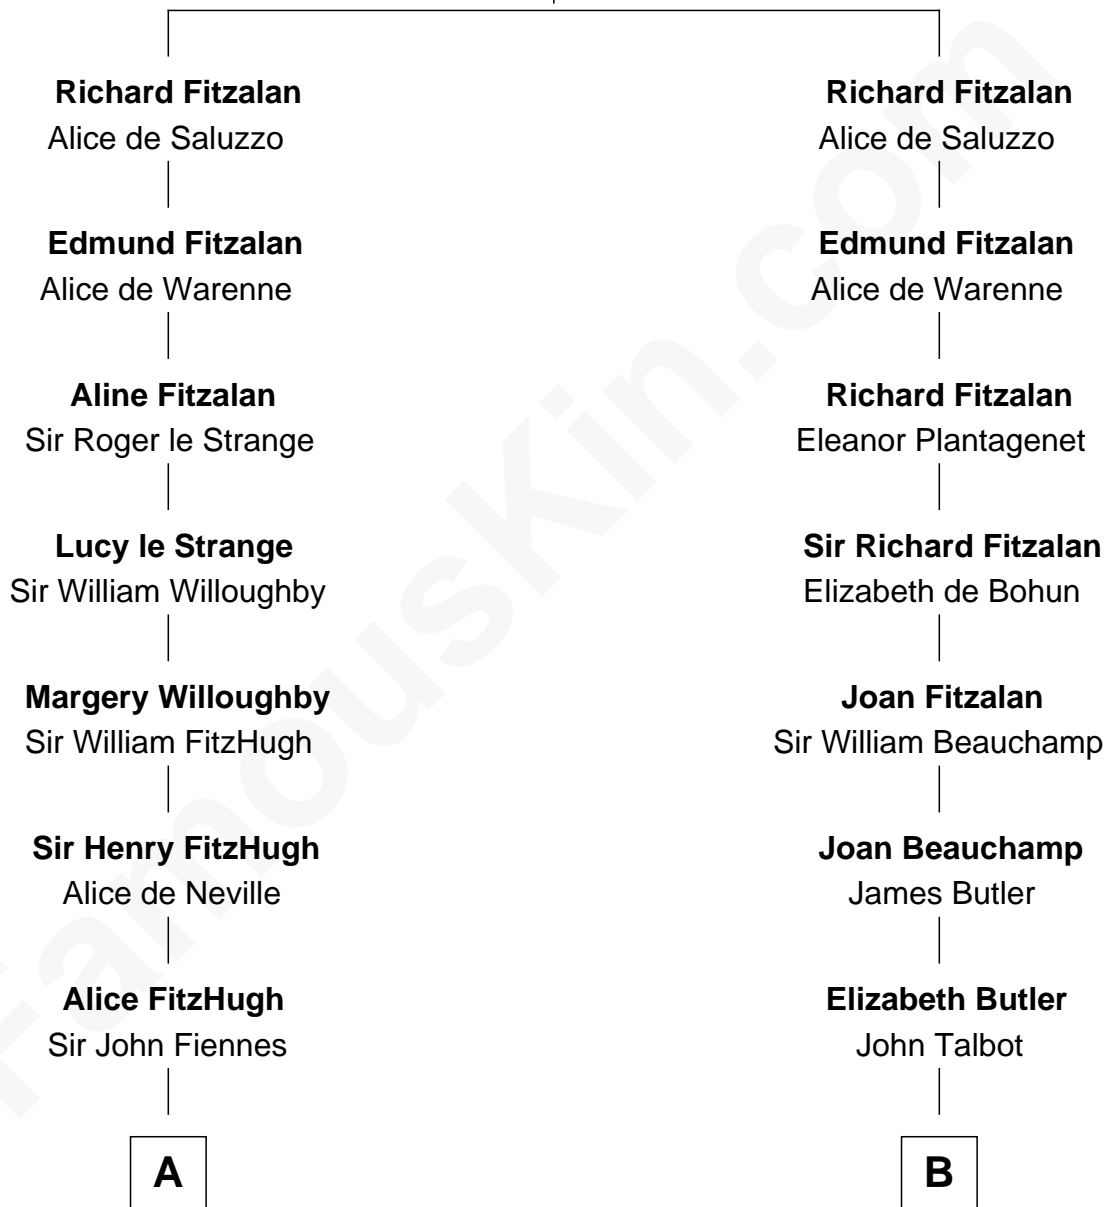 Richard Fitzalan
Alice de Saluzzo
Edmund Fitzalan
Alice de Warenne
Aline Fitzalan
Sir Roger le Strange
Lucy le Strange
Sir William Willoughby
Margery Willoughby
Sir William FitzHugh
Sir Henry FitzHugh
Alice de Neville
Alice FitzHugh
Sir John Fiennes
A
Richard Fitzalan
Alice de Saluzzo
Edmund Fitzalan
Alice de Warenne
Richard Fitzalan
Eleanor Plantagenet
Sir Richard Fitzalan
Elizabeth de Bohun
Joan Fitzalan
Sir William Beauchamp
Joan Beauchamp
James Butler
Elizabeth Butler
John Talbot
B
FamousKin.com